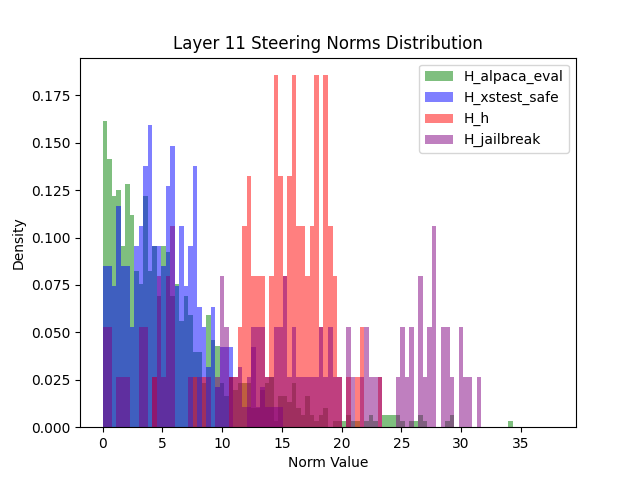 Layer 11 Steering Norms Distribution
H_alpaca_eval
H_xstest_safe
H_h
H_jailbreak
Density
0.175
0.150
0.125
0.100
0.075
0.050
0.025
0.000
0 5 10 15 20 25 30 35
Norm Value